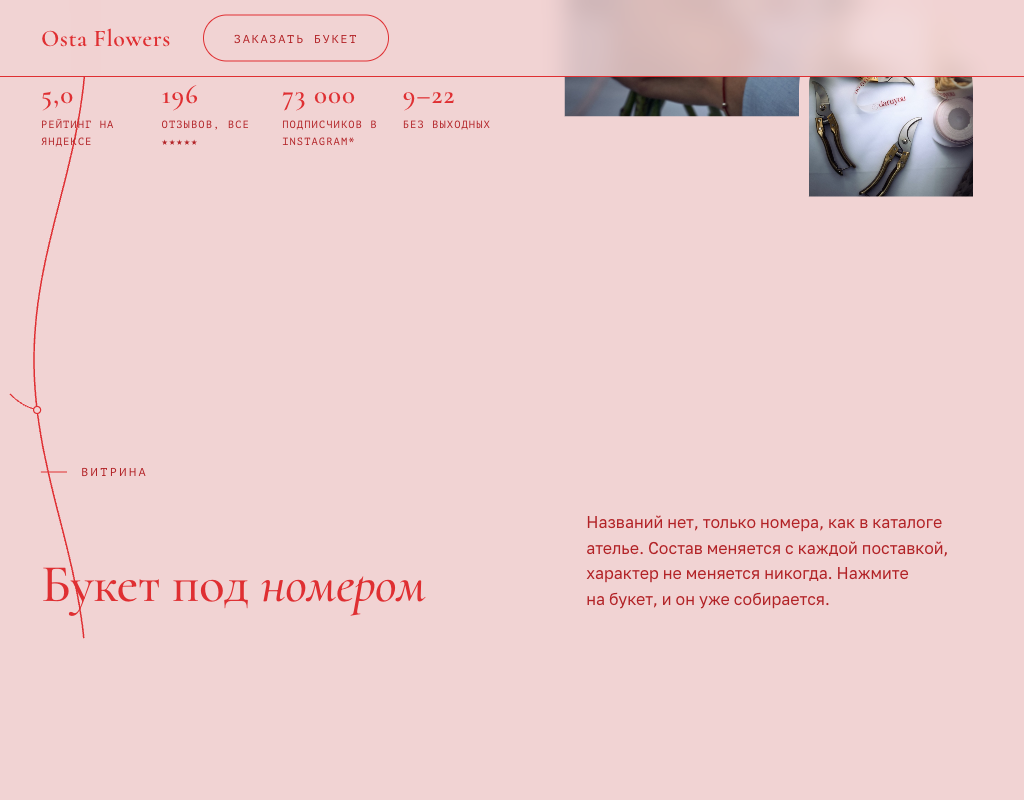 Osta Flowers
ЗАКАЗАТЬ БУКЕТ
5,0
РЕЙТИНГ НА
ЯНДЕКСЕ
196
ОТЗЫВОВ, ВСЕ
★★★★★
73 000
ПОДПИСЧИКОВ В
INSTAGRAM*
9–22
БЕЗ ВЫХОДНЫХ
ВИТРИНА
Букет под номером
Названий нет, только номера, как в каталоге
ателье. Состав меняется с каждой поставкой,
характер не меняется никогда. Нажмите
на букет, и он уже собирается.